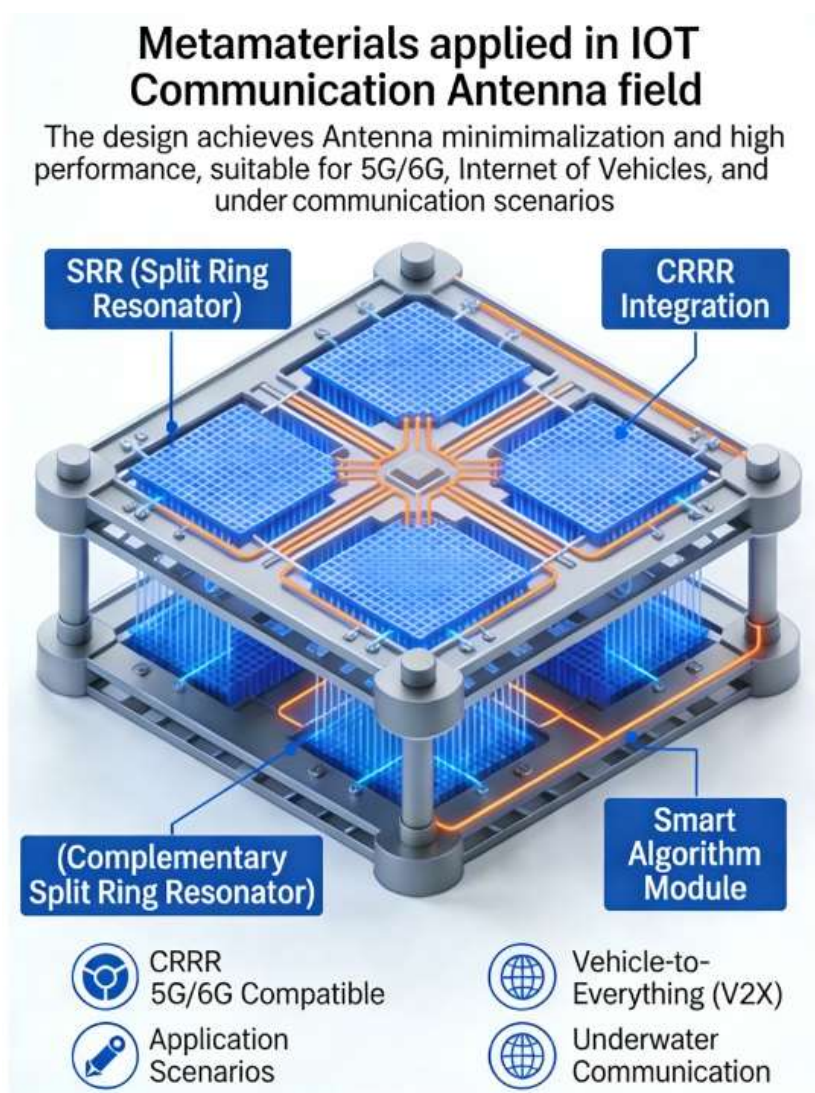 Metamaterials applied in IOT
Communication Antenna field
The design achieves Antenna minimimalization and high
performance, suitable for 5G/6G, Internet of Vehicles, and
under communication scenarios
SRR (Split Ring
Resonator)
CRRR
Integration
(Complementary
Split Ring Resonator)
Smart
Algorithm
Module
CRRR
5G/6G Compatible
Vehicle-to-
Everything (V2X)
Application
Scenarios
Underwater
Communication